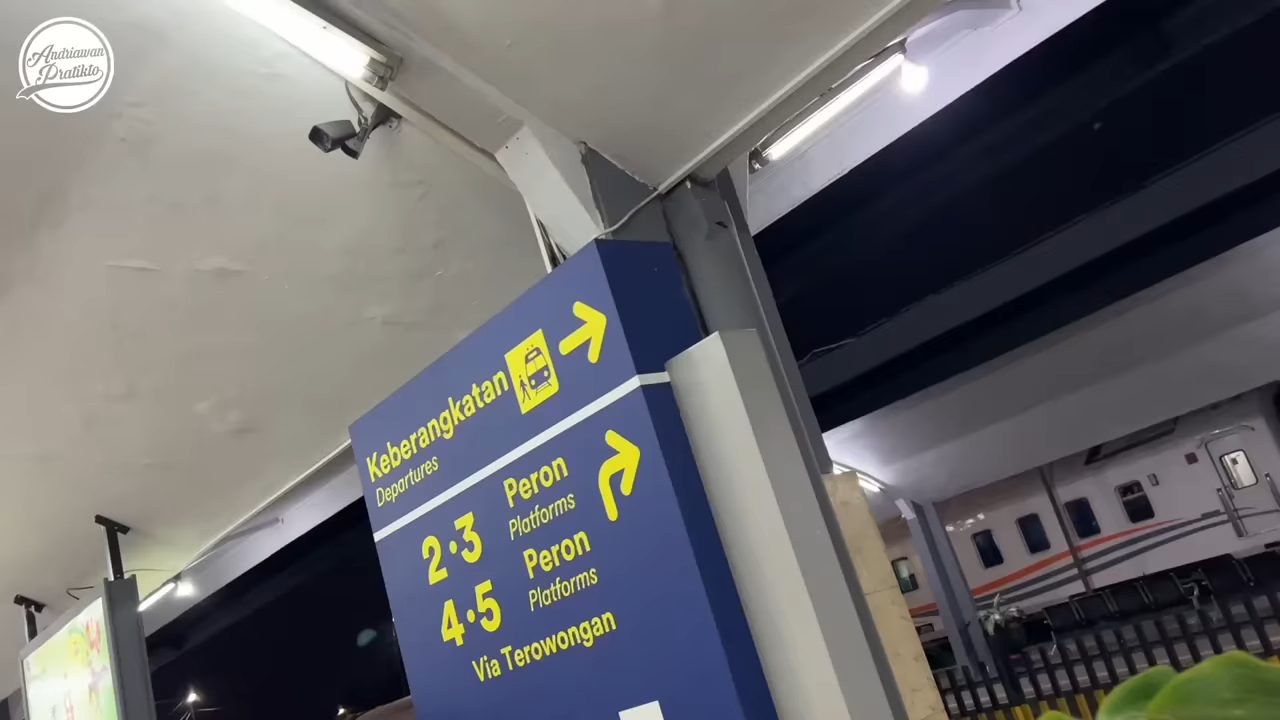 Andriawan
Pratikto
Keberangkatan
Departures
2·3 Peron
Platforms
4·5 Peron
Platforms
Via Terowongan